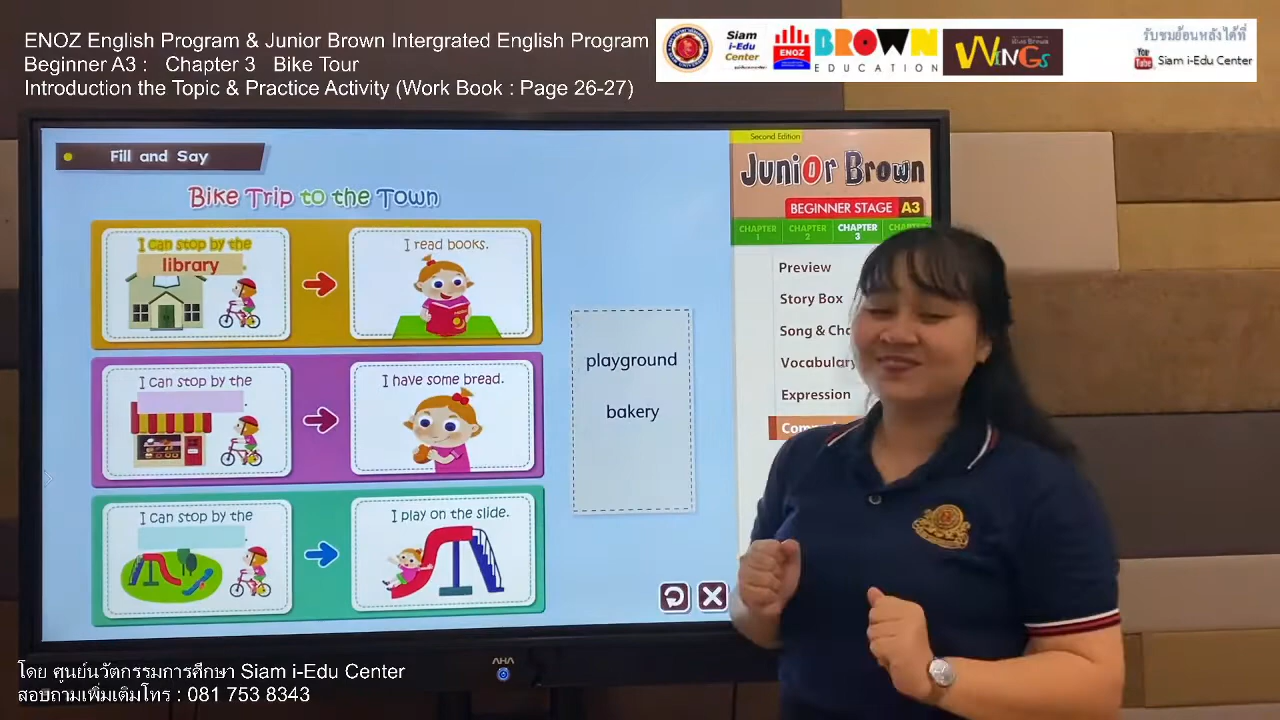 ENOZ English Program & Junior Brown Intergrated English Program
Beginner A3 : Chapter 3 Bike Tour
Introduction the Topic & Practice Activity (Work Book : Page 26-27)
Siam
i-Edu
Center
ENOZ
BROWN
EDUCATION
WiNGs
รับชมย้อนหลังได้ที่
You
Tube
Siam i-Edu Center
Fill and Say
Bike Trip to the Town
I can stop by the
library
I read books.
I can stop by the
I have some bread.
I can stop by the
I play on the slide.
playground
bakery
Second Edition
Junior Brown
BEGINNER STAGE A3
CHAPTER 1
CHAPTER 2
CHAPTER 3
Preview
Story Box
Song &
Vocabulary
Expression
AHA
โดย ศูนย์นวัตกรรมการศึกษา Siam i-Edu Center
สอบถามเพิ่มเติมโทร : 081 753 8343